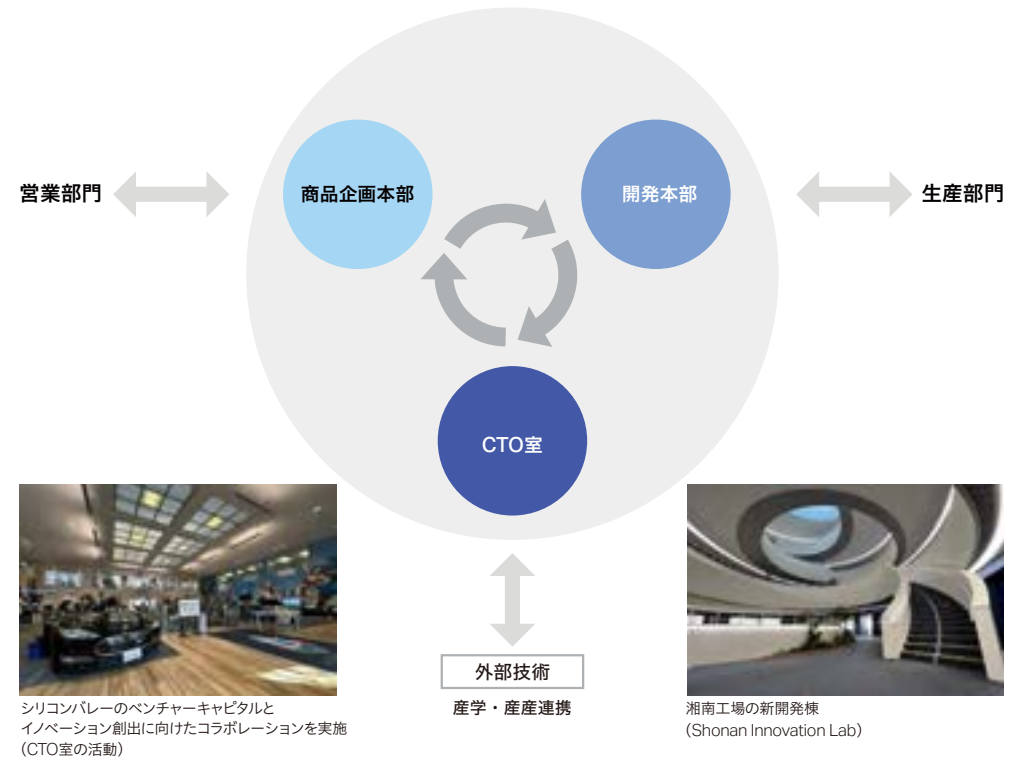 営業部門
商品企画本部
開発本部
生産部門
CTO室
外部技術
産学・産産連携
シリコンバレーのベンチャーキャピタルと
イノベーション創出に向けたコラボレーションを実施
（CTO室の活動）
湘南工場の新開発棟
（Shonan Innovation Lab）